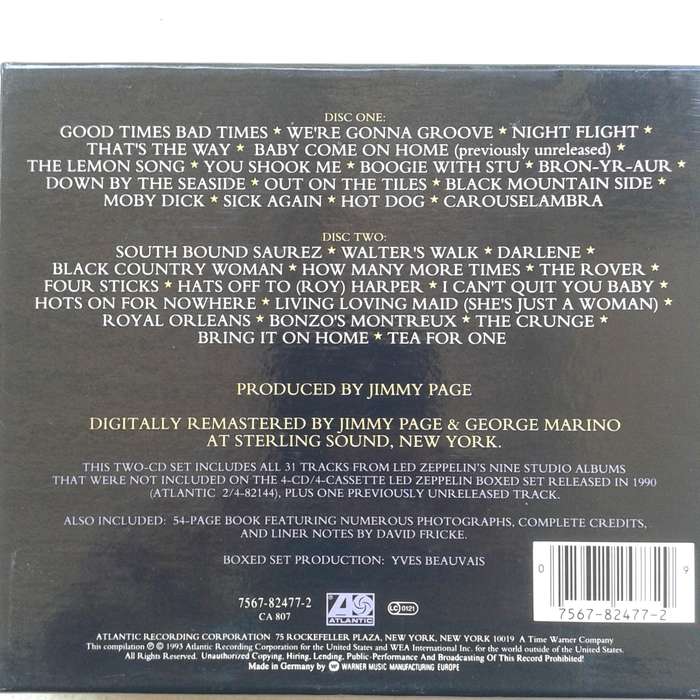 DISC ONE:
GOOD TIMES BAD TIMES * WE'RE GONNA GROOVE * NIGHT FLIGHT *
THAT'S THE WAY * BABY COME ON HOME (previously unreleased) *
THE LEMON SONG * YOU SHOOK ME * BOOGIE WITH STU * BRON-YR-AUR *
DOWN BY THE SEASIDE * OUT ON THE TILES * BLACK MOUNTAIN SIDE *
MOBY DICK * SICK AGAIN * HOT DOG * CAROUSELAMBRA
DISC TWO:
SOUTH BOUND SAUREZ * WALTER'S WALK * DARLENE *
BLACK COUNTRY WOMAN * HOW MANY MORE TIMES * THE ROVER *
FOUR STICKS * HATS OFF TO (ROY) HARPER * I CAN'T QUIT YOU BABY *
HOTS ON FOR NOWHERE * LIVING LOVING MAID (SHE'S JUST A WOMAN) *
ROYAL ORLEANS * BONZO'S MONTREUX * THE CRUNGE *
BRING IT ON HOME * TEA FOR ONE
PRODUCED BY JIMMY PAGE
DIGITALLY REMASTERED BY JIMMY PAGE & GEORGE MARINO
AT STERLING SOUND, NEW YORK.
THIS TWO-CD SET INCLUDES ALL 31 TRACKS FROM LED ZEPPELIN'S NINE STUDIO ALBUMS
THAT WERE NOT INCLUDED ON THE 4-CD/4-CASSETTE LED ZEPPELIN BOXED SET RELEASED IN 1990
(ATLANTIC 2/4-82144), PLUS ONE PREVIOUSLY UNRELEASED TRACK.
ALSO INCLUDED: 54-PAGE BOOK FEATURING NUMEROUS PHOTOGRAPHS, COMPLETE CREDITS,
AND LINER NOTES BY DAVID FRICKE.
BOXED SET PRODUCTION: YVES BEAUVAIS
0 9
7567-82477-2
7567-82477-2
CA 807
ATLANTIC
LC 0121
ATLANTIC RECORDING CORPORATION 75 ROCKEFELLER PLAZA, NEW YORK, NEW YORK 10019 A Time Warner Company
This compilation ℗ © 1993 Atlantic Recording Corporation for the United States and WEA International Inc. for the world outside of the United States.
All Rights Reserved. Unauthorized Copying, Hiring, Lending, Public Performance And Broadcasting Of This Record Prohibited!
Made in Germany by WARNER MUSIC MANUFACTURING EUROPE